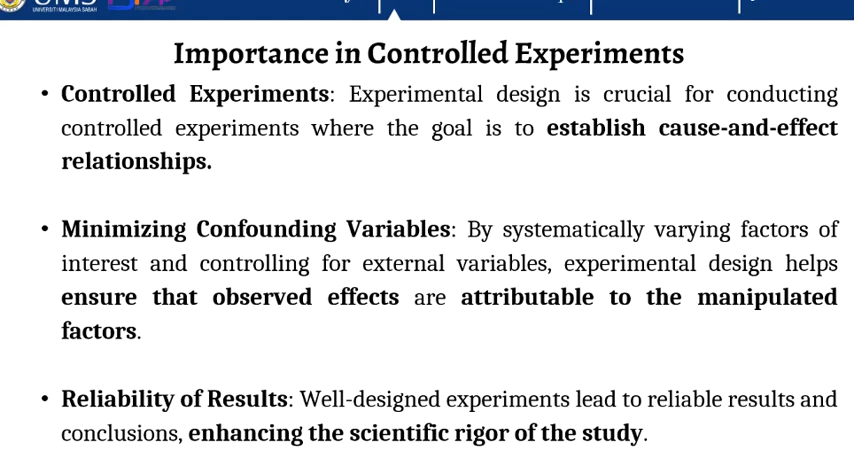 UNIVERSITI MALAYSIA SABAH
Importance in Controlled Experiments
• Controlled Experiments: Experimental design is crucial for conducting
controlled experiments where the goal is to establish cause-and-effect
relationships.
• Minimizing Confounding Variables: By systematically varying factors of
interest and controlling for external variables, experimental design helps
ensure that observed effects are attributable to the manipulated
factors.
• Reliability of Results: Well-designed experiments lead to reliable results and
conclusions, enhancing the scientific rigor of the study.